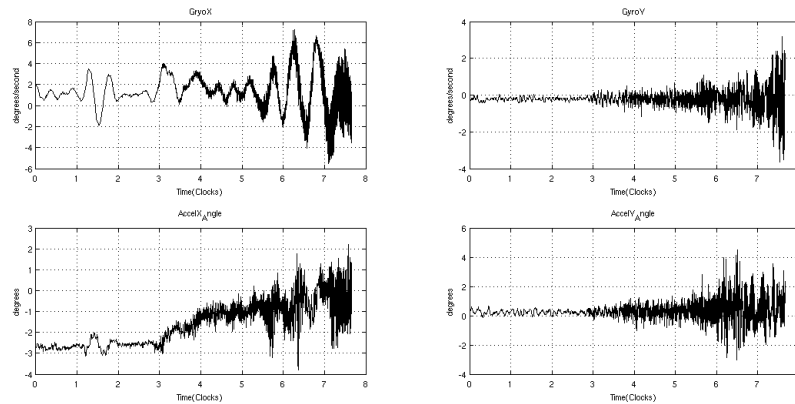 GryoX
8
6
4
2
0
-2
-4
-6
degrees/second
0 1 2 3 4 5 6 7 8
Time(Clocks)
GyroY
4
2
0
-2
-4
degrees/second
0 1 2 3 4 5 6 7
Time(Clocks)
AccelX_Angle
3
2
1
0
-1
-2
-3
-4
degrees
0 1 2 3 4 5 6 7 8
Time(Clocks)
AccelY_Angle
6
4
2
0
-2
-4
degrees
0 1 2 3 4 5 6 7
Time(Clocks)